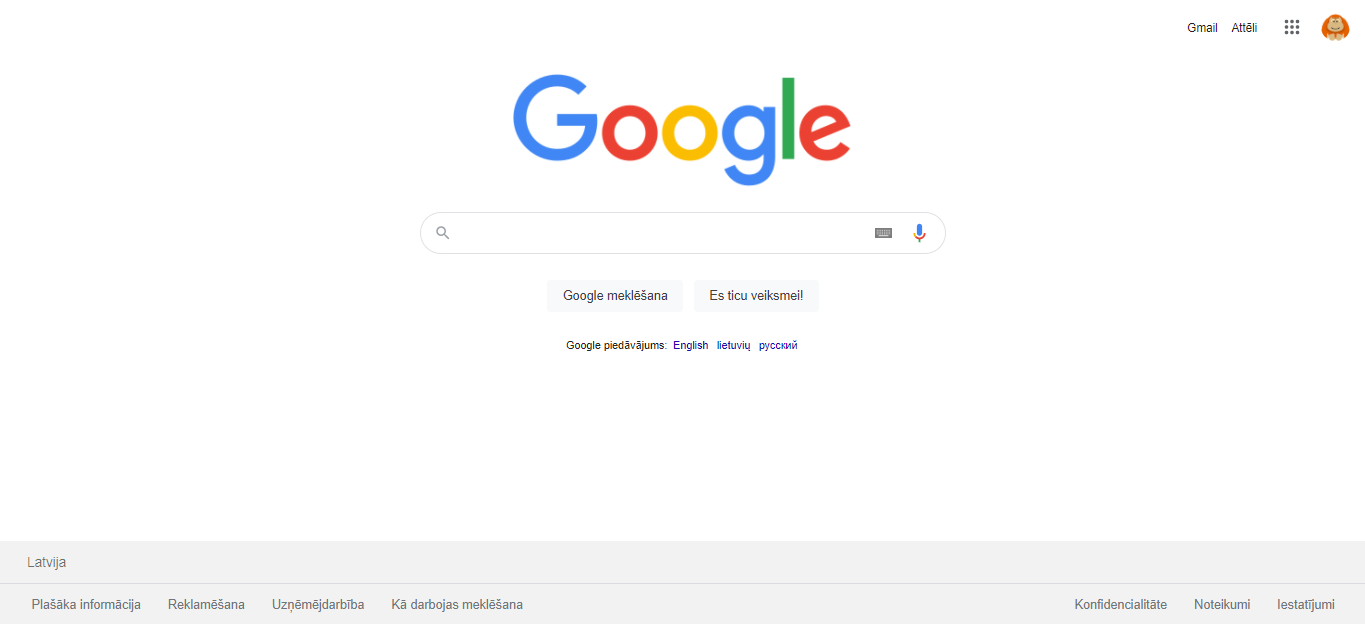 Gmail Attēli
Google
Google meklēšana Es ticu veiksmei!
Google piedāvājums: English lietuvių русский
Latvija
Plašāka informācija Reklamēšana Uzņēmējdarbība Kā darbojas meklēšana Konfidencialitāte Noteikumi Iestatījumi